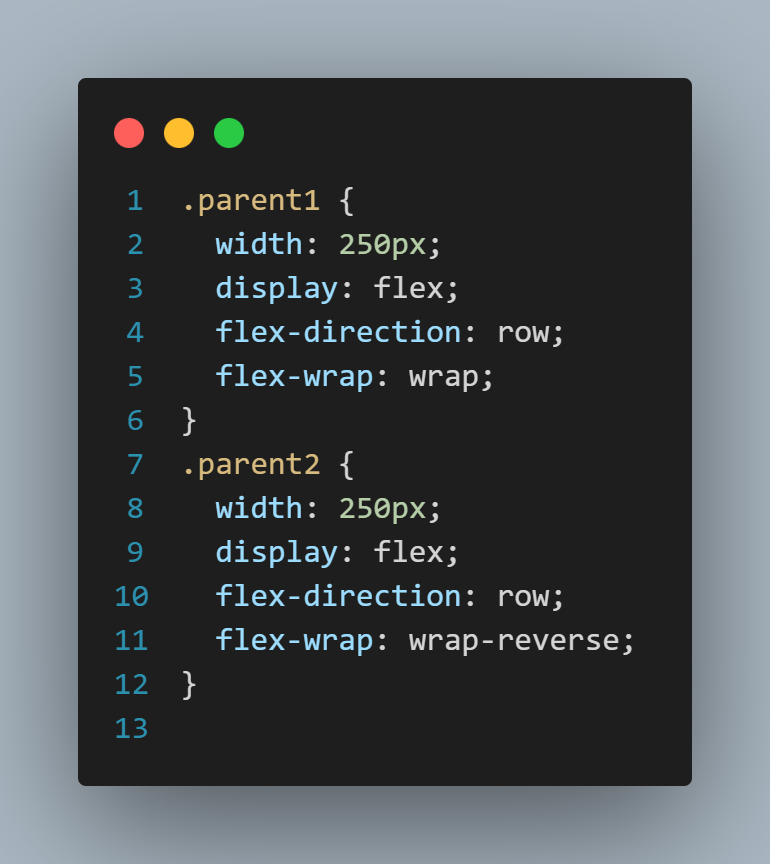 1 .parent1 {
2   width: 250px;
3   display: flex;
4   flex-direction: row;
5   flex-wrap: wrap;
6 }
7 .parent2 {
8   width: 250px;
9   display: flex;
10   flex-direction: row;
11   flex-wrap: wrap-reverse;
12 }
13